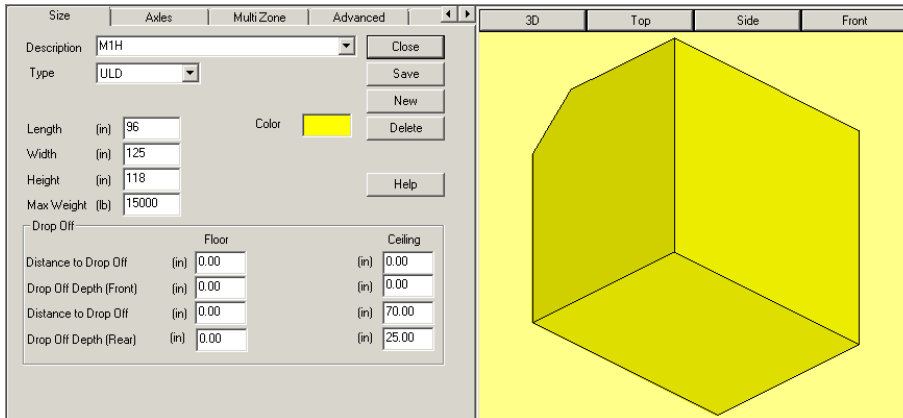 Size Axles Multi Zone Advanced
3D Top Side Front
Description M1H Close
Type ULD Save
New
Length (in) 96 Color Delete
Width (in) 125
Height (in) 118 Help
Max Weight (lb) 15000
Drop Off
Floor Ceiling
Distance to Drop Off (in) 0.00 (in) 0.00
Drop Off Depth (Front) (in) 0.00 (in) 0.00
Distance to Drop Off (in) 0.00 (in) 70.00
Drop Off Depth (Rear) (in) 0.00 (in) 25.00